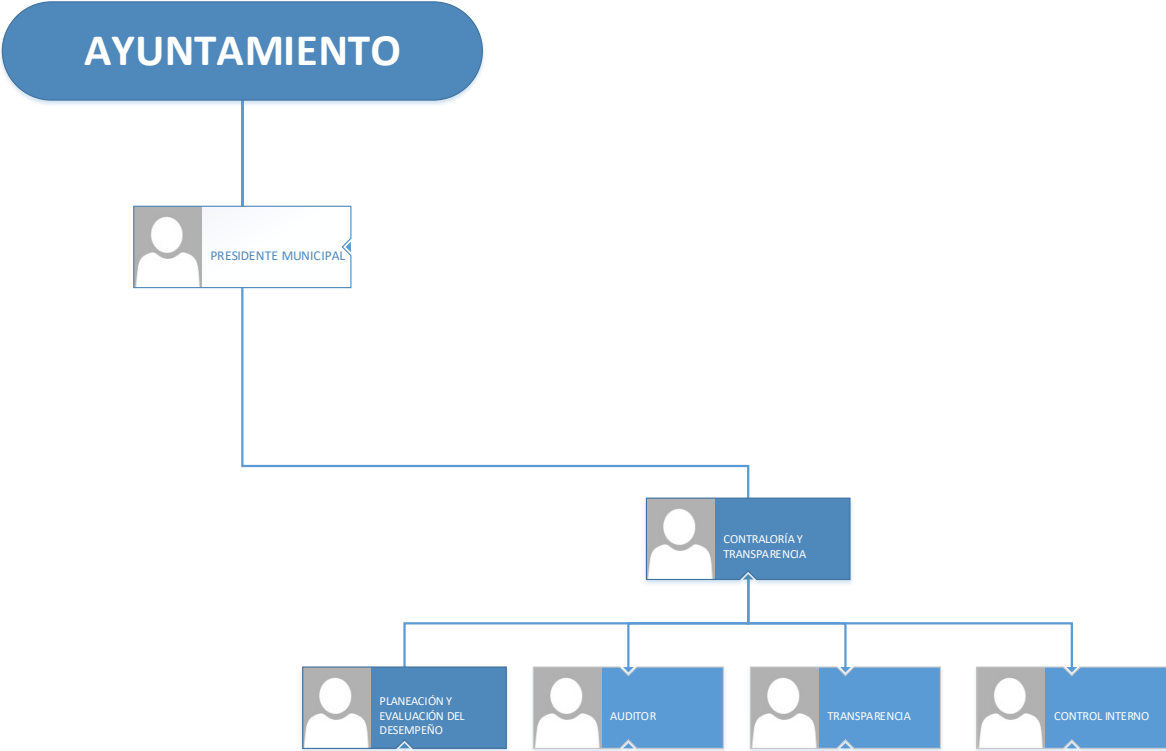 AYUNTAMIENTO
PRESIDENTE MUNICIPAL
CONTRALORÍA Y
TRANSPARENCIA
PLANEACIÓN Y
EVALUACIÓN DEL
DESEMPEÑO
AUDITOR
TRANSPARENCIA
CONTROL INTERNO